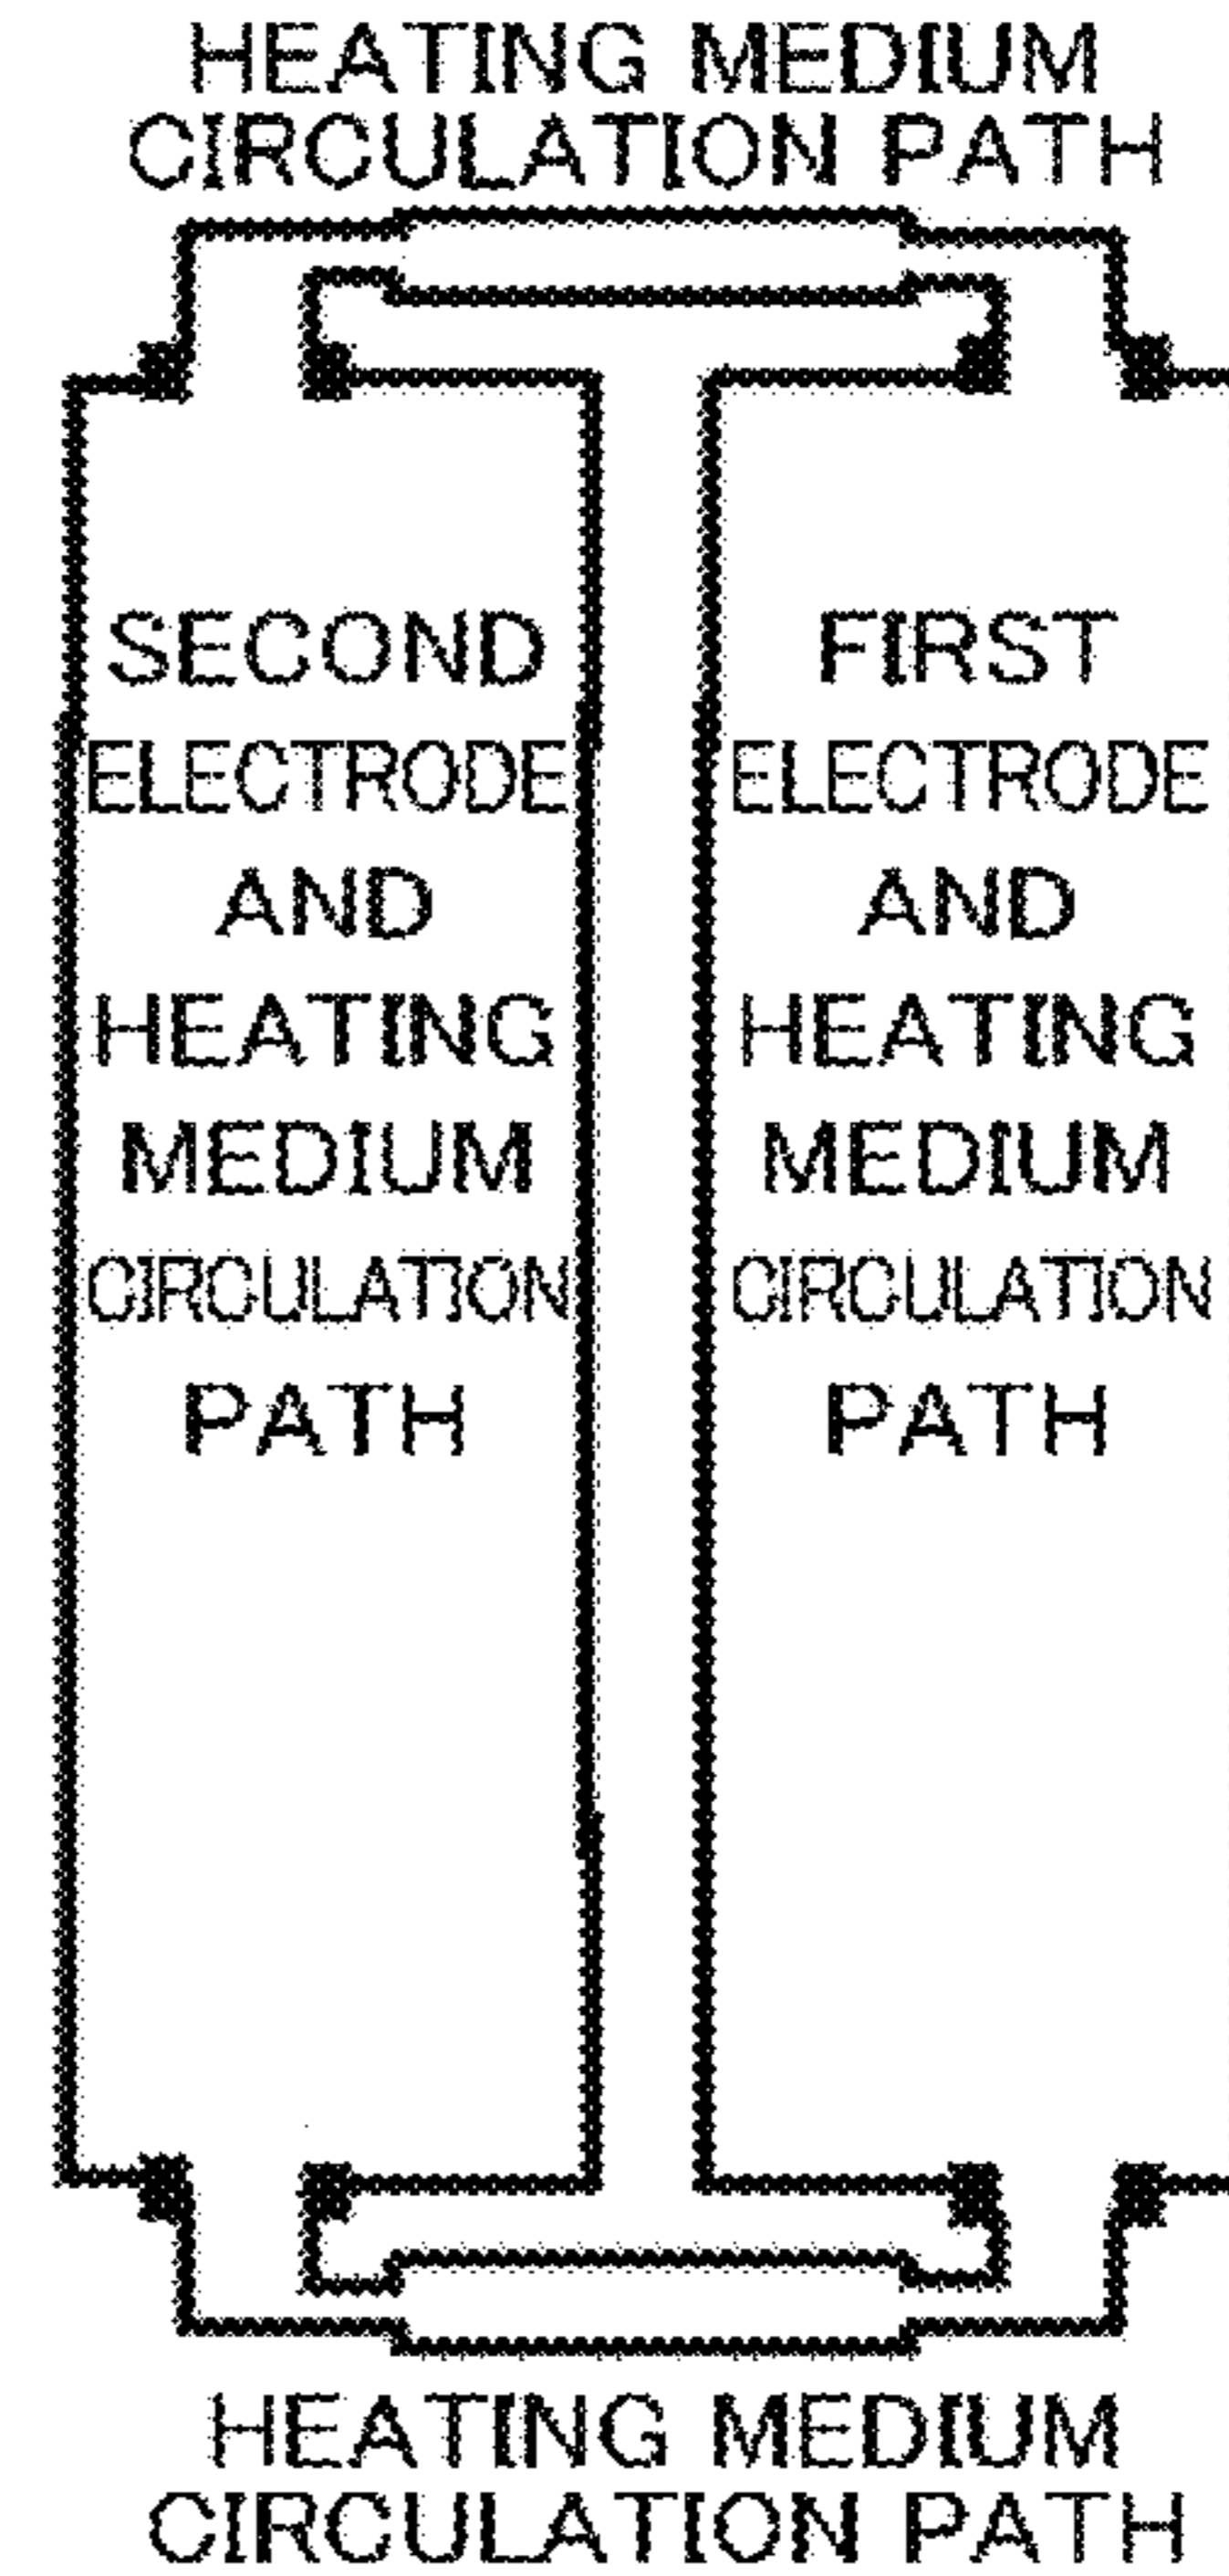 HEATING MEDIUM
CIRCULATION PATH
SECOND
ELECTRODE
AND
HEATING
MEDIUM
CIRCULATION
PATH
FIRST
ELECTRODE
AND
HEATING
MEDIUM
CIRCULATION
PATH
HEATING MEDIUM
CIRCULATION PATH